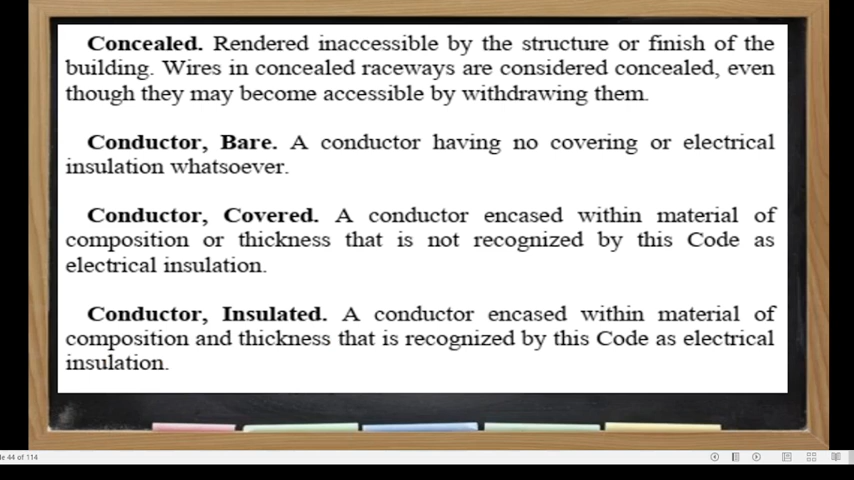 Concealed. Rendered inaccessible by the structure or finish of the
building. Wires in concealed raceways are considered concealed, even
though they may become accessible by withdrawing them.
Conductor, Bare. A conductor having no covering or electrical
insulation whatsoever.
Conductor, Covered. A conductor encased within material of
composition or thickness that is not recognized by this Code as
electrical insulation.
Conductor, Insulated. A conductor encased within material of
composition and thickness that is recognized by this Code as electrical
insulation.
de 44 of 114